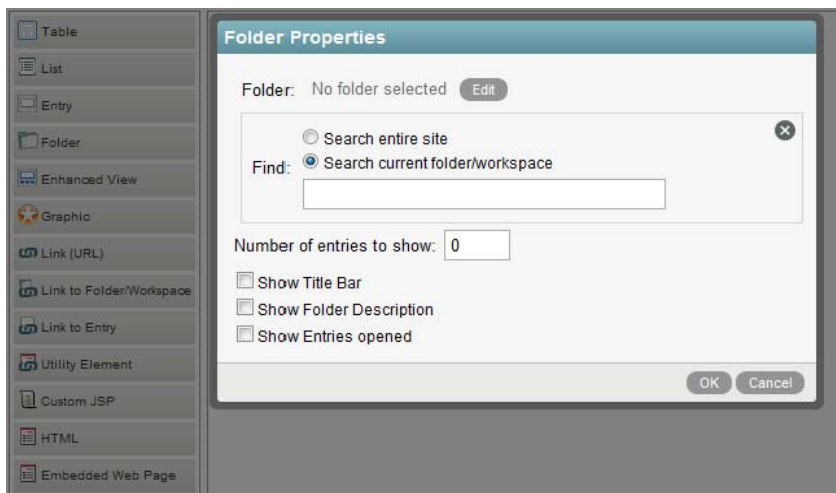 Table
List
Entry
Folder
Enhanced View
Graphic
Link (URL)
Link to Folder/Workspace
Link to Entry
Utility Element
Custom JSP
HTML
Embedded Web Page
Folder Properties
Folder: No folder selected Edit
Search entire site
Find: Search current folder/workspace
Number of entries to show: 0
Show Title Bar
Show Folder Description
Show Entries opened
OK Cancel